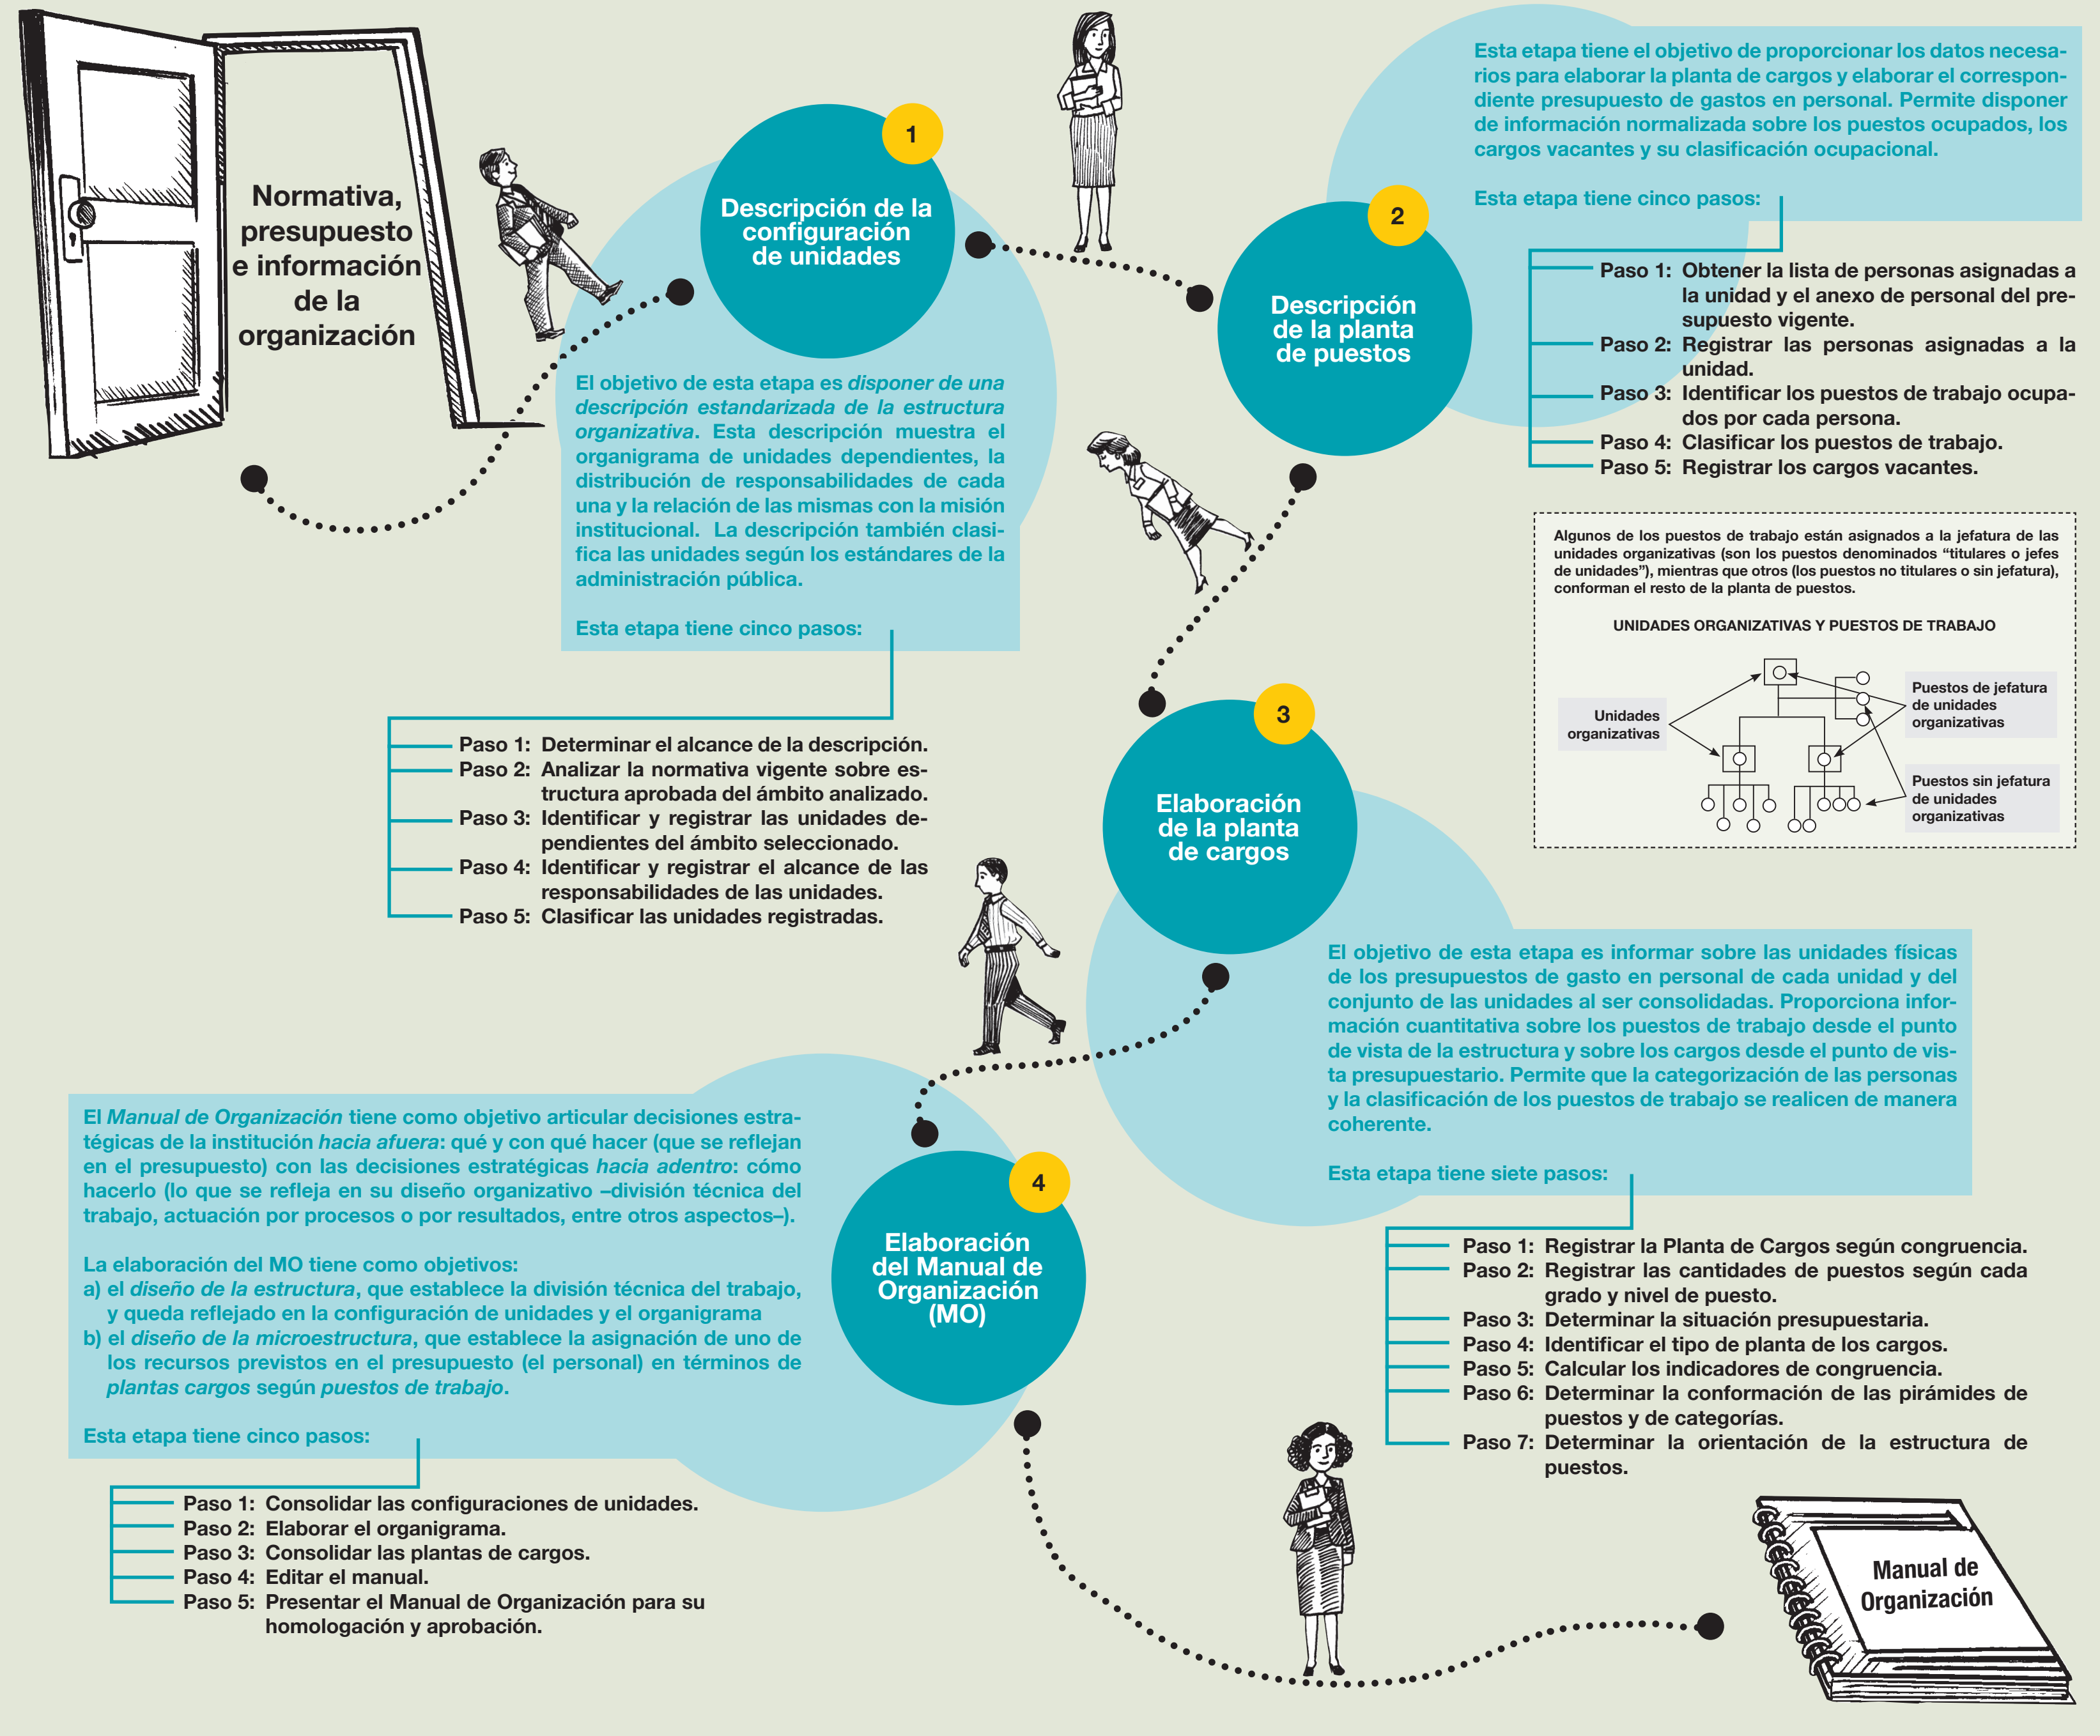 Normativa,
presupuesto
e información
de la
organización
1
Descripción de la
configuración
de unidades
El objetivo de esta etapa es disponer de una
descripción estandarizada de la estructura
organizativa. Esta descripción muestra el
organigrama de unidades dependientes, la
distribución de responsabilidades de cada
una y la relación de las mismas con la misión
institucional. La descripción también clasi-
fica las unidades según los estándares de la
administración pública.
Esta etapa tiene cinco pasos:
Paso 1: Determinar el alcance de la descripción.
Paso 2: Analizar la normativa vigente sobre es-
tructura aprobada del ámbito analizado.
Paso 3: Identificar y registrar las unidades de-
pendientes del ámbito seleccionado.
Paso 4: Identificar y registrar el alcance de las
responsabilidades de las unidades.
Paso 5: Clasificar las unidades registradas.
2
Descripción
de la planta
de puestos
Esta etapa tiene el objetivo de proporcionar los datos necesa-
rios para elaborar la planta de cargos y elaborar el correspon-
diente presupuesto de gastos en personal. Permite disponer
de información normalizada sobre los puestos ocupados, los
cargos vacantes y su clasificación ocupacional.
Esta etapa tiene cinco pasos:
Paso 1: Obtener la lista de personas asignadas a
la unidad y el anexo de personal del pre-
supuesto vigente.
Paso 2: Registrar las personas asignadas a la
unidad.
Paso 3: Identificar los puestos de trabajo ocupa-
dos por cada persona.
Paso 4: Clasificar los puestos de trabajo.
Paso 5: Registrar los cargos vacantes.
Algunos de los puestos de trabajo están asignados a la jefatura de las
unidades organizativas (son los puestos denominados “titulares o jefes
de unidades”), mientras que otros (los puestos no titulares o sin jefatura),
conforman el resto de la planta de puestos.
UNIDADES ORGANIZATIVAS Y PUESTOS DE TRABAJO
Unidades
organizativas
Puestos de jefatura
de unidades
organizativas
Puestos sin jefatura
de unidades
organizativas
3
Elaboración
de la planta
de cargos
El objetivo de esta etapa es informar sobre las unidades físicas
de los presupuestos de gasto en personal de cada unidad y del
conjunto de las unidades al ser consolidadas. Proporciona infor-
mación cuantitativa sobre los puestos de trabajo desde el punto
de vista de la estructura y sobre los cargos desde el punto de vis-
ta presupuestario. Permite que la categorización de las personas
y la clasificación de los puestos de trabajo se realicen de manera
coherente.
Esta etapa tiene siete pasos:
Paso 1: Registrar la Planta de Cargos según congruencia.
Paso 2: Registrar las cantidades de puestos según cada
grado y nivel de puesto.
Paso 3: Determinar la situación presupuestaria.
Paso 4: Identificar el tipo de planta de los cargos.
Paso 5: Calcular los indicadores de congruencia.
Paso 6: Determinar la conformación de las pirámides de
puestos y de categorías.
Paso 7: Determinar la orientación de la estructura de
puestos.
4
Elaboración
del Manual de
Organización
(MO)
El Manual de Organización tiene como objetivo articular decisiones estra-
tégicas de la institución hacia afuera: qué y con qué hacer (que se reflejan
en el presupuesto) con las decisiones estratégicas hacia adentro: cómo
hacerlo (lo que se refleja en su diseño organizativo –división técnica del
trabajo, actuación por procesos o por resultados, entre otros aspectos–).
La elaboración del MO tiene como objetivos:
a) el diseño de la estructura, que establece la división técnica del trabajo,
y queda reflejado en la configuración de unidades y el organigrama
b) el diseño de la microestructura, que establece la asignación de uno de
los recursos previstos en el presupuesto (el personal) en términos de
plantas cargos según puestos de trabajo.
Esta etapa tiene cinco pasos:
Paso 1: Consolidar las configuraciones de unidades.
Paso 2: Elaborar el organigrama.
Paso 3: Consolidar las plantas de cargos.
Paso 4: Editar el manual.
Paso 5: Presentar el Manual de Organización para su
homologación y aprobación.
Manual de
Organización